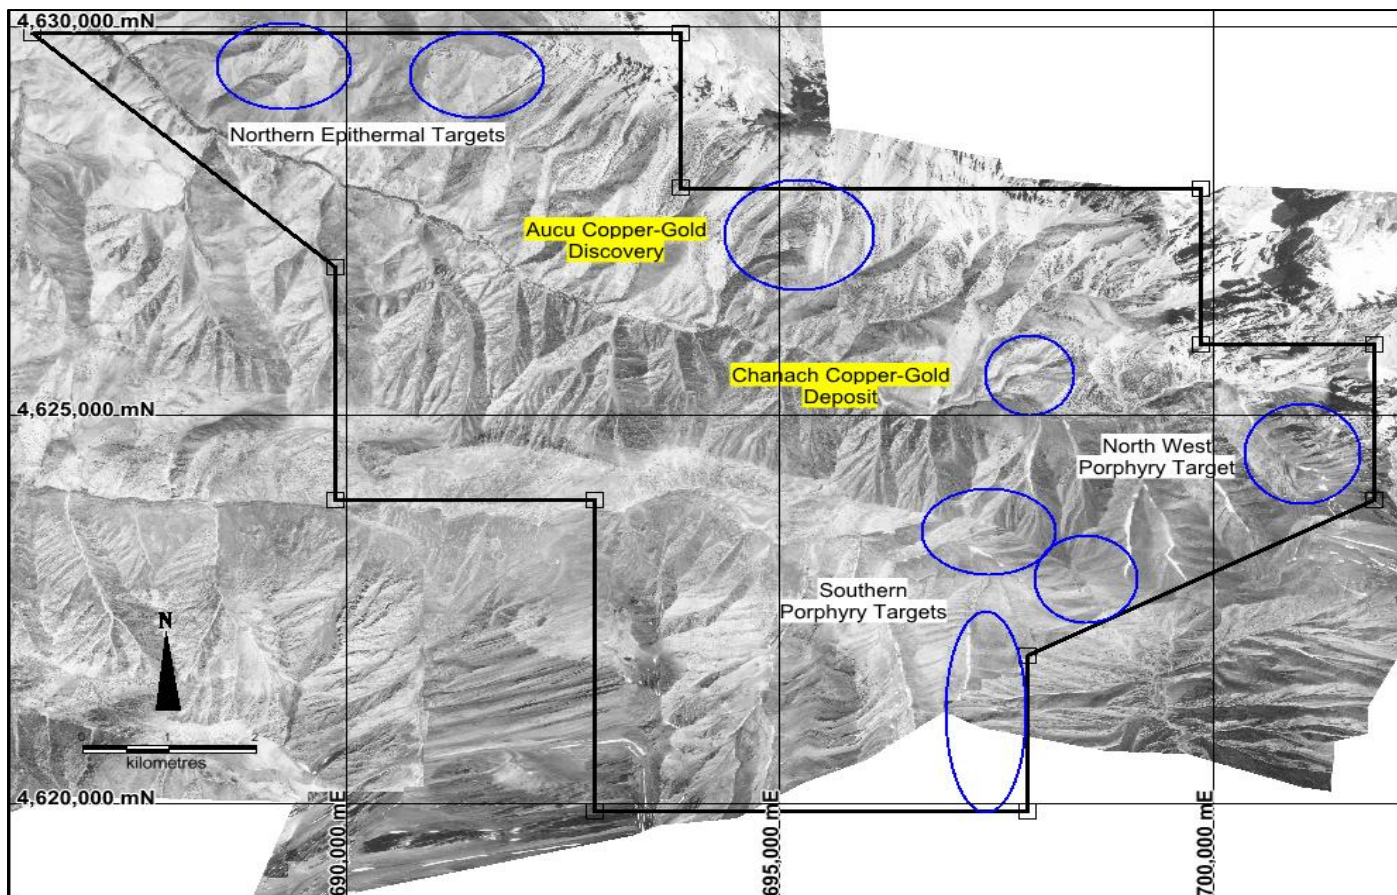 4,630,000 mN
Northern Epithermal Targets
Aucu Copper-Gold
Discovery
Chanach Copper-Gold
Deposit
4,625,000 mN
North West
Porphyry Target
Southern
Porphyry Targets
N
0 1 2
kilometres
4,620,000 mN
690,000 mE
695,000 mE
700,000 mE